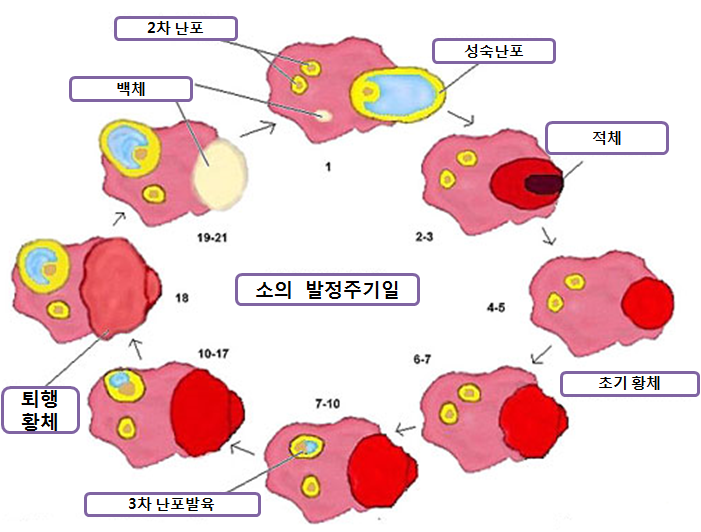 2차 난포
성숙난포
백체
적체
1
19-21
2-3
소의 발정주기일
18
4-5
10-17
6-7
초기 황체
퇴행
황체
7-10
3차 난포발육